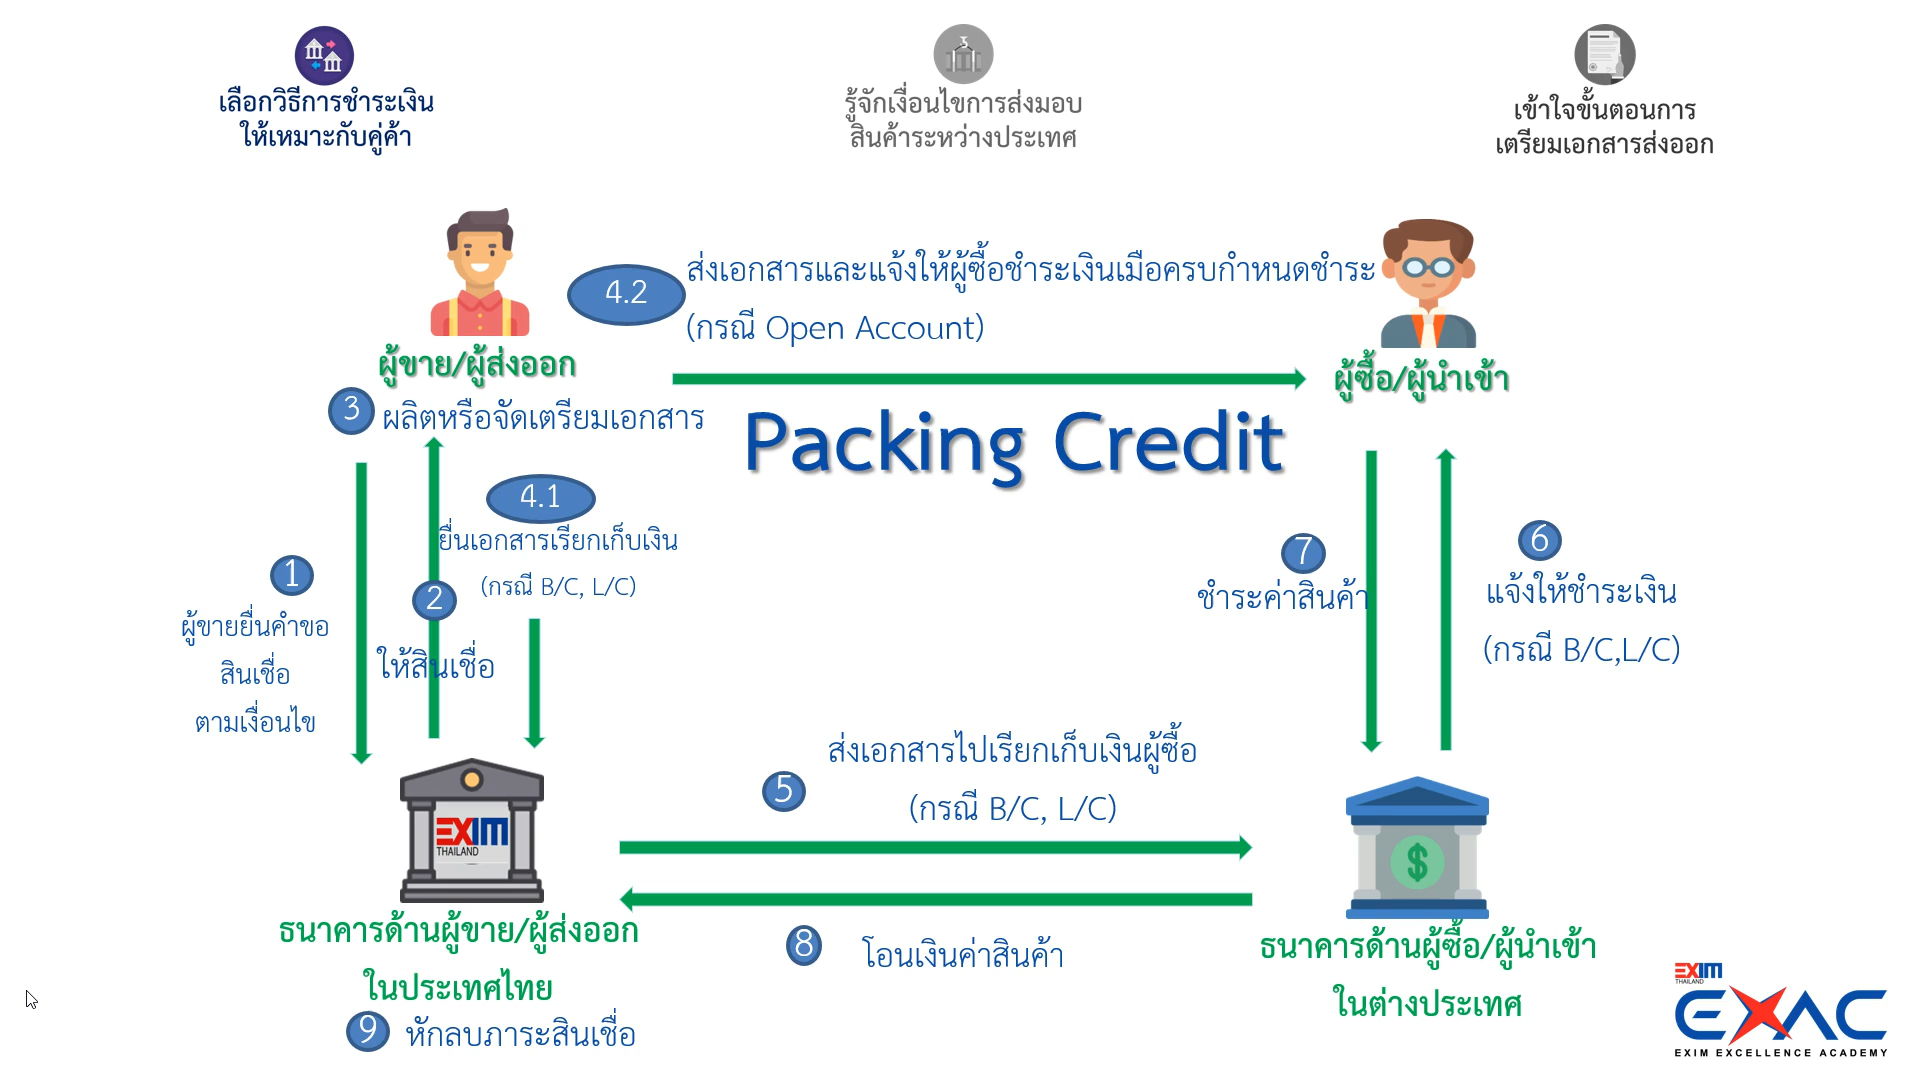 เลือกวิธีการชำระเงิน
ให้เหมาะกับคู่ค้า
รู้จักเงื่อนไขการส่งมอบ
สินค้าระหว่างประเทศ
เข้าใจขั้นตอนการ
เตรียมเอกสารส่งออก
4.2
ส่งเอกสารและแจ้งให้ผู้ซื้อชำระเงินเมือครบกำหนดชำระ
(กรณี Open Account)
ผู้ขาย/ผู้ส่งออก
ผู้ซื้อ/ผู้นำเข้า
3 ผลิตหรือจัดเตรียมเอกสาร
Packing Credit
4.1
ยื่นเอกสารเรียกเก็บเงิน
(กรณี B/C, L/C)
1
ผู้ขายยื่นคำขอ
สินเชื่อ
ตามเงื่อนไข
2
ให้สินเชื่อ
7
ชำระค่าสินค้า
6
แจ้งให้ชำระเงิน
(กรณี B/C,L/C)
5
ส่งเอกสารไปเรียกเก็บเงินผู้ซื้อ
(กรณี B/C, L/C)
EXIM
THAILAND
$
8 โอนเงินค่าสินค้า
ธนาคารด้านผู้ขาย/ผู้ส่งออก
ในประเทศไทย
9 หักลบภาระสินเชื่อ
ธนาคารด้านผู้ซื้อ/ผู้นำเข้า
ในต่างประเทศ
EXIM
THAILAND
EXAC
EXIM EXCELLENCE ACADEMY